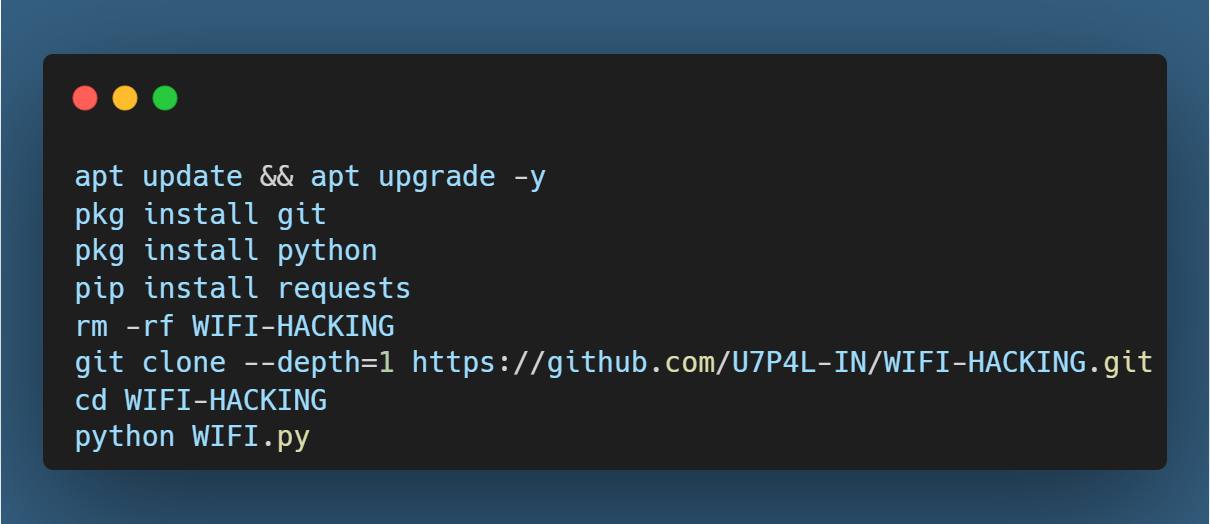 apt update && apt upgrade -y
pkg install git
pkg install python
pip install requests
rm -rf WIFI-HACKING
git clone --depth=1 https://github.com/U7P4L-IN/WIFI-HACKING.git
cd WIFI-HACKING
python WIFI.py